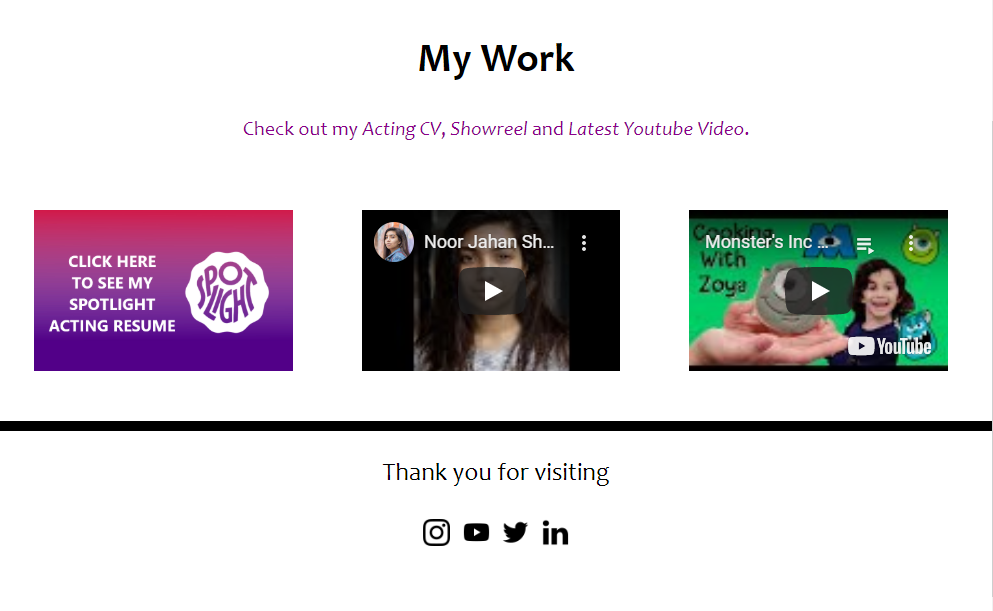 My Work
Check out my Acting CV, Showreel and Latest Youtube Video.
CLICK HERE
TO SEE MY
SPOTLIGHT
ACTING RESUME
SPOTLIGHT
Noor Jahan Sh...
Monster's Inc ...
Cooking
With
Zoya
YouTube
Thank you for visiting
in